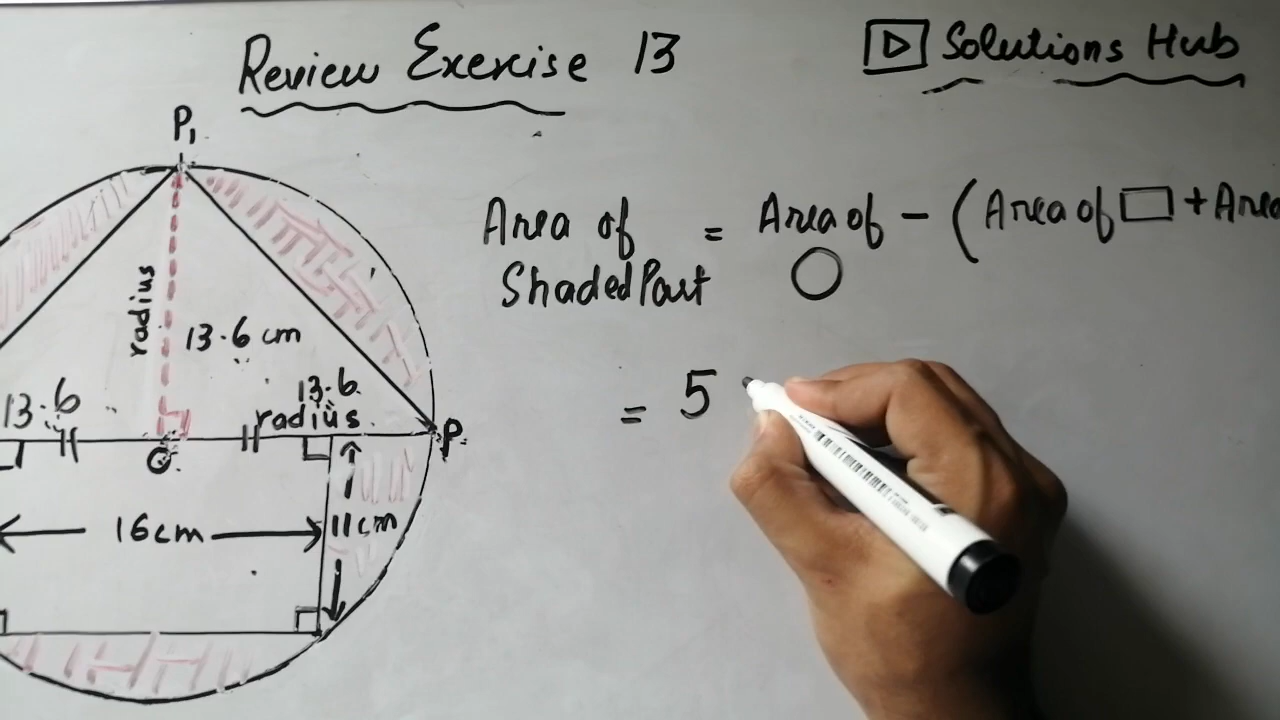 Review Exercise 13
Solutions Hub
P₁
Area of = Area of - ( Area of □ + Area
Shaded Part ○
radius
13.6 cm
13.6
13.6
radius
= 5
O
P
16cm
11cm